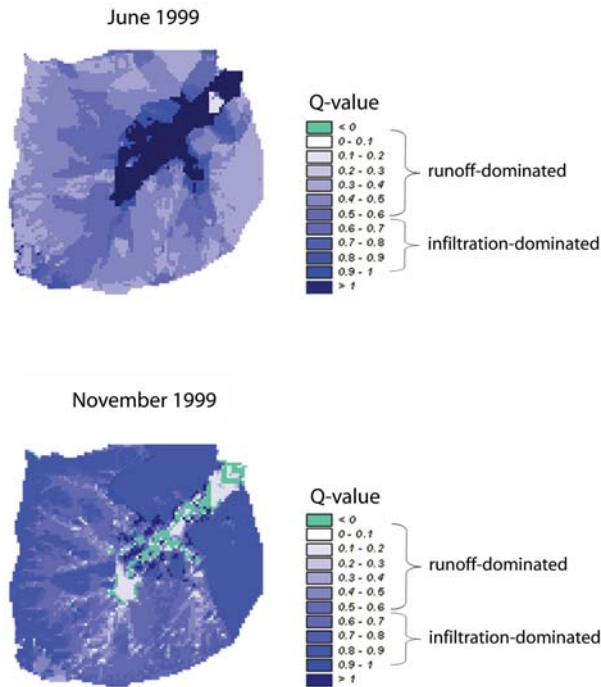 June 1999
Q-value
< 0
0 - 0.1
0.1 - 0.2
0.2 - 0.3
0.3 - 0.4
0.4 - 0.5
0.5 - 0.6
0.6 - 0.7
0.7 - 0.8
0.8 - 0.9
0.9 - 1
> 1
runoff-dominated
infiltration-dominated
November 1999
Q-value
< 0
0 - 0.1
0.1 - 0.2
0.2 - 0.3
0.3 - 0.4
0.4 - 0.5
0.5 - 0.6
0.6 - 0.7
0.7 - 0.8
0.8 - 0.9
0.9 - 1
> 1
runoff-dominated
infiltration-dominated